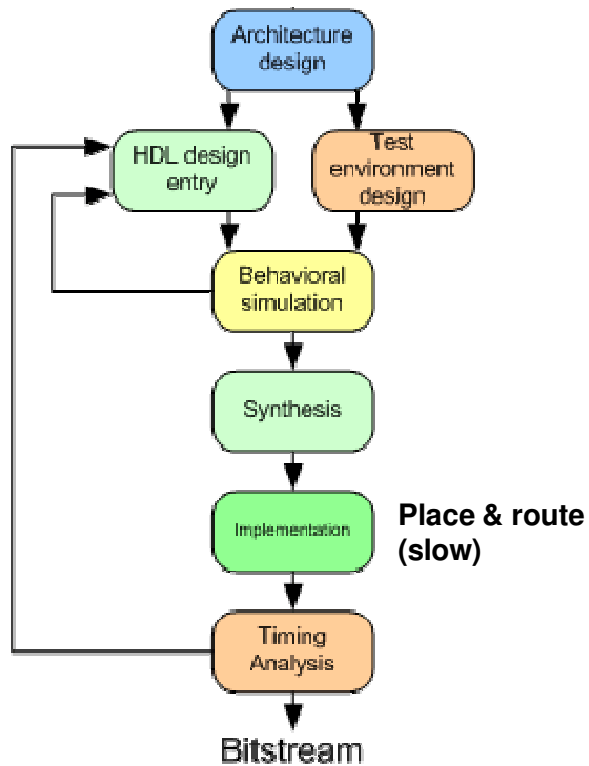 Architecture
design
HDL design
entry
Test
environment
design
Behavioral
simulation
Synthesis
Implementation
Place & route
(slow)
Timing
Analysis
Bitstream